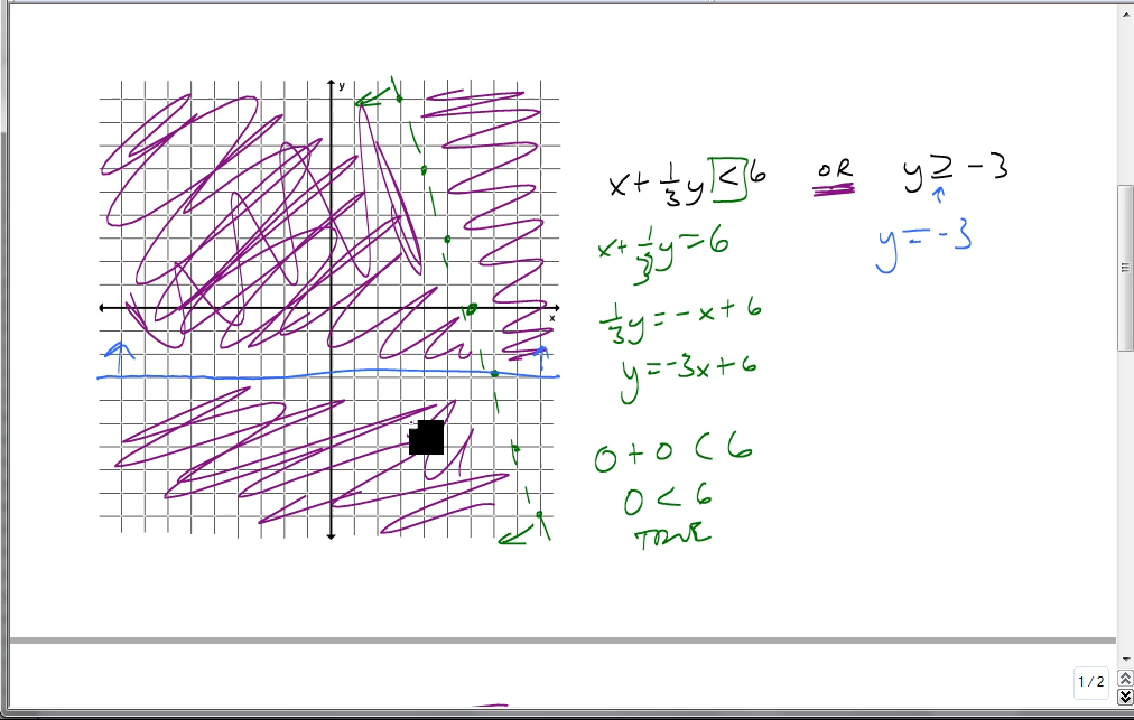 y
x
x + 1/3 y < 6 OR y ≥ -3
x + 1/3 y = 6
y = -3
1/3 y = -x + 6
y = -3x + 6
0 + 0 < 6
0 < 6
TRUE
1 / 2